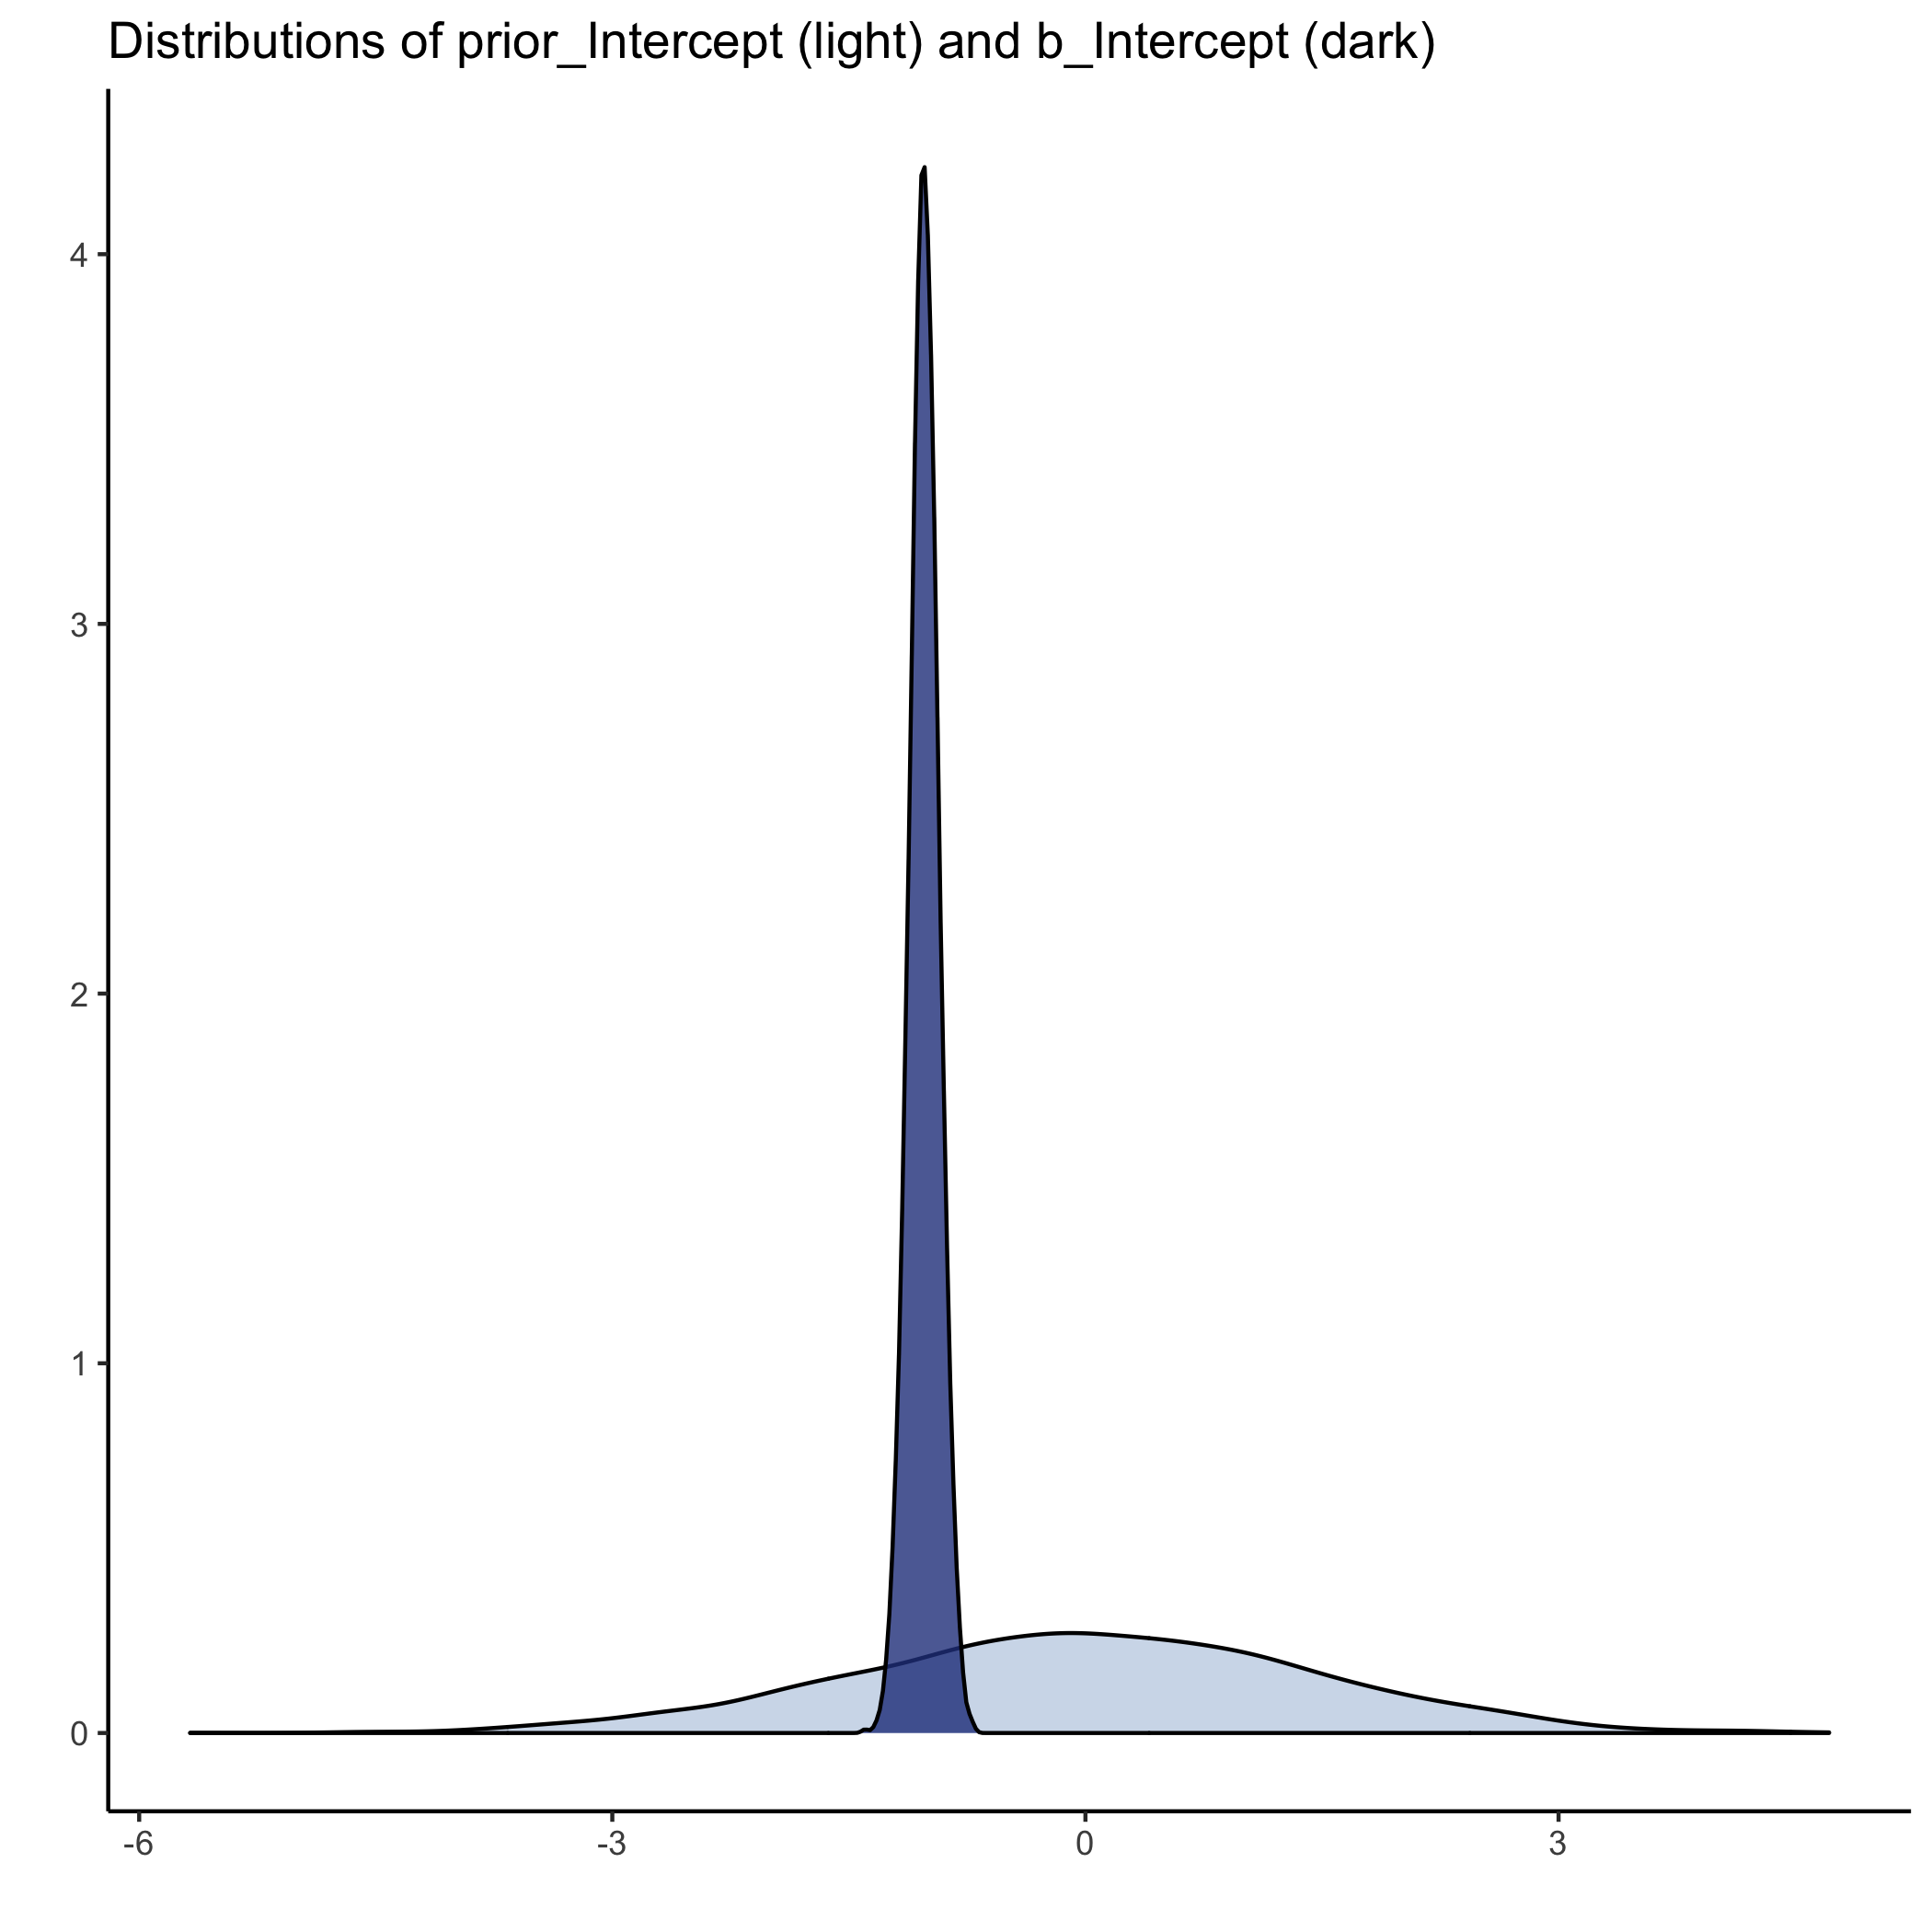 Distributions of prior_Intercept (light) and b_Intercept (dark)
4
3
2
1
0
-6 -3 0 3